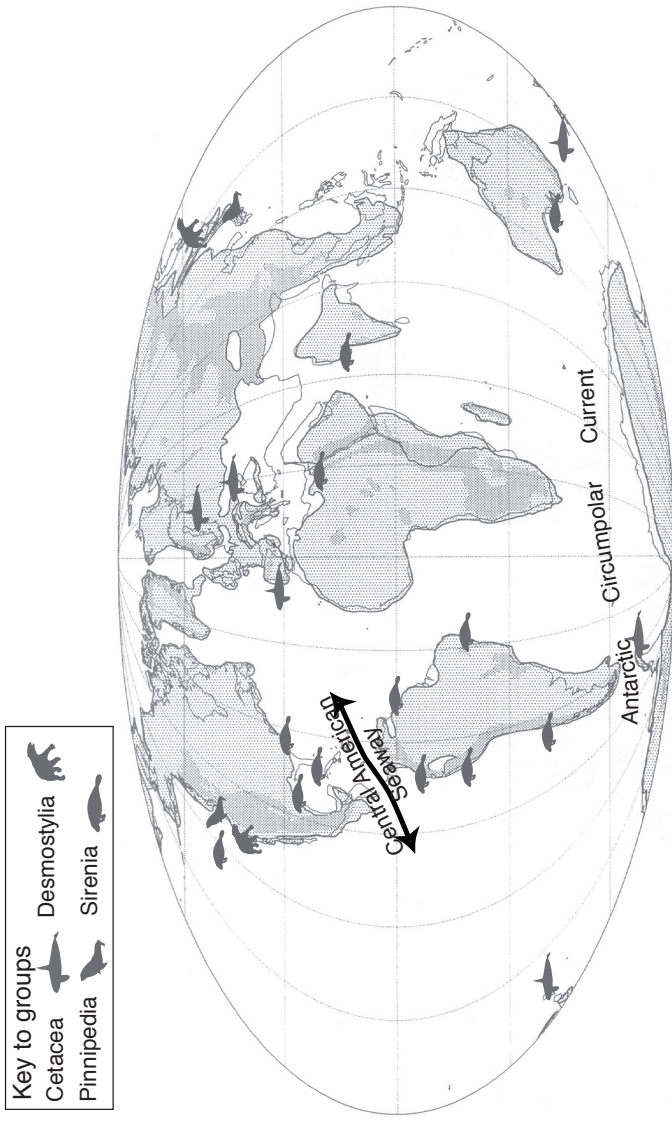 Key to groups
Cetacea
Desmostylia
Pinnipedia
Sirenia
Central American
Seaway
Antarctic
Circumpolar
Current